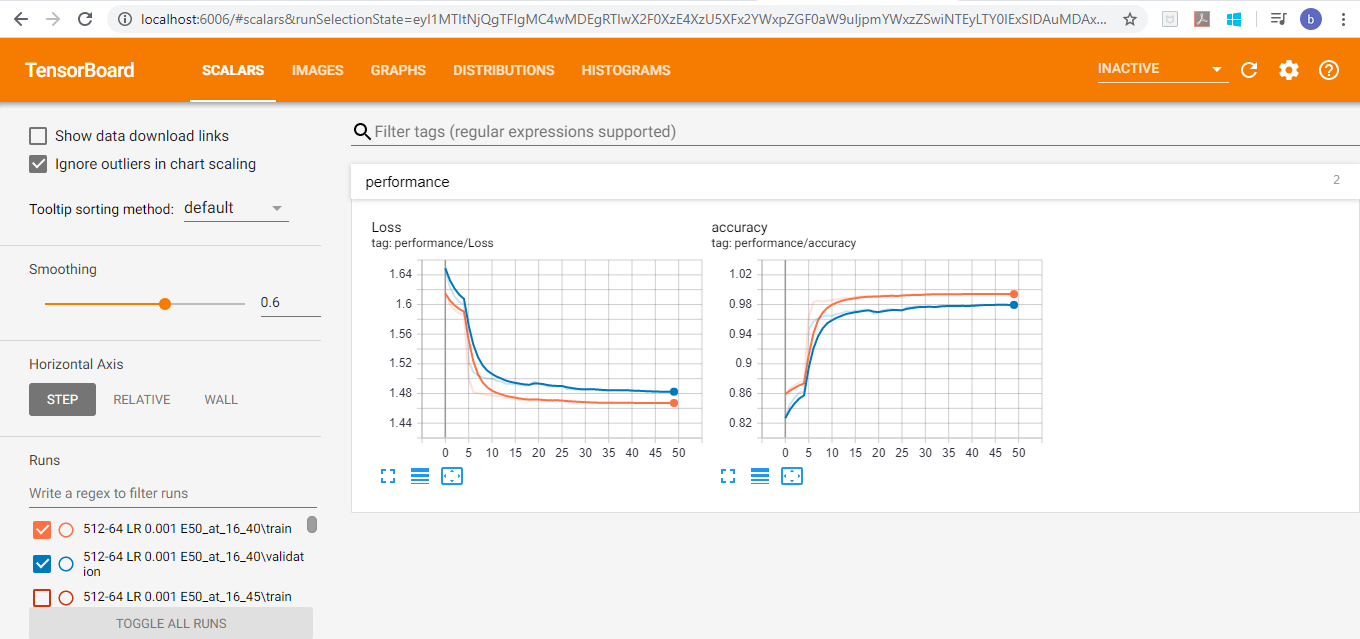 localhost:6006/#scalars&runSelectionState=eyI1MTItNjQgTFIgMC4wMDEgRTIwX2F0XzE4XzU5XFx2YWxpZGF0aW9uIjpmYWxzZSwiNTEyLTY0IExSIDAuMDAx...
b
TensorBoard
SCALARS IMAGES GRAPHS DISTRIBUTIONS HISTOGRAMS
INACTIVE
Show data download links
Ignore outliers in chart scaling
Tooltip sorting method: default
Smoothing
0.6
Horizontal Axis
STEP RELATIVE WALL
Runs
Write a regex to filter runs
512-64 LR 0.001 E50_at_16_40\train
512-64 LR 0.001 E50_at_16_40\validat
ion
512-64 LR 0.001 E50_at_16_45\train
TOGGLE ALL RUNS
Filter tags (regular expressions supported)
performance 2
Loss
tag: performance/Loss
1.64
1.6
1.56
1.52
1.48
1.44
0 5 10 15 20 25 30 35 40 45 50
accuracy
tag: performance/accuracy
1.02
0.98
0.94
0.9
0.86
0.82
0 5 10 15 20 25 30 35 40 45 50